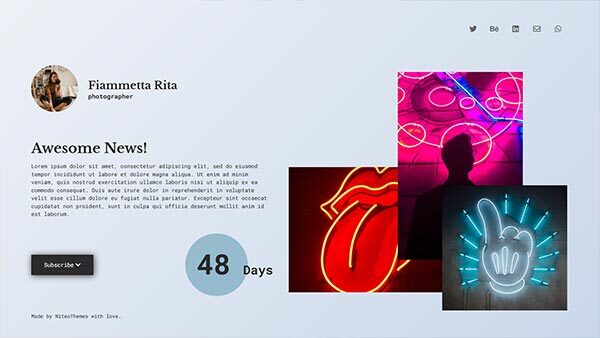 Bē
Fiammetta Rita
photographer
Awesome News!
Lorem ipsum dolor sit amet, consectetur adipiscing elit, sed do eiusmod
tempor incididunt ut labore et dolore magna aliqua. Ut enim ad minim
veniam, quis nostrud exercitation ullamco laboris nisi ut aliquip ex ea
commodo consequat. Duis aute irure dolor in reprehenderit in voluptate
velit esse cillum dolore eu fugiat nulla pariatur. Excepteur sint occaecat
cupidatat non proident, sunt in culpa qui officia deserunt mollit anim id
est laborum.
Subscribe
48 Days
Made by NiteoThemes with love.